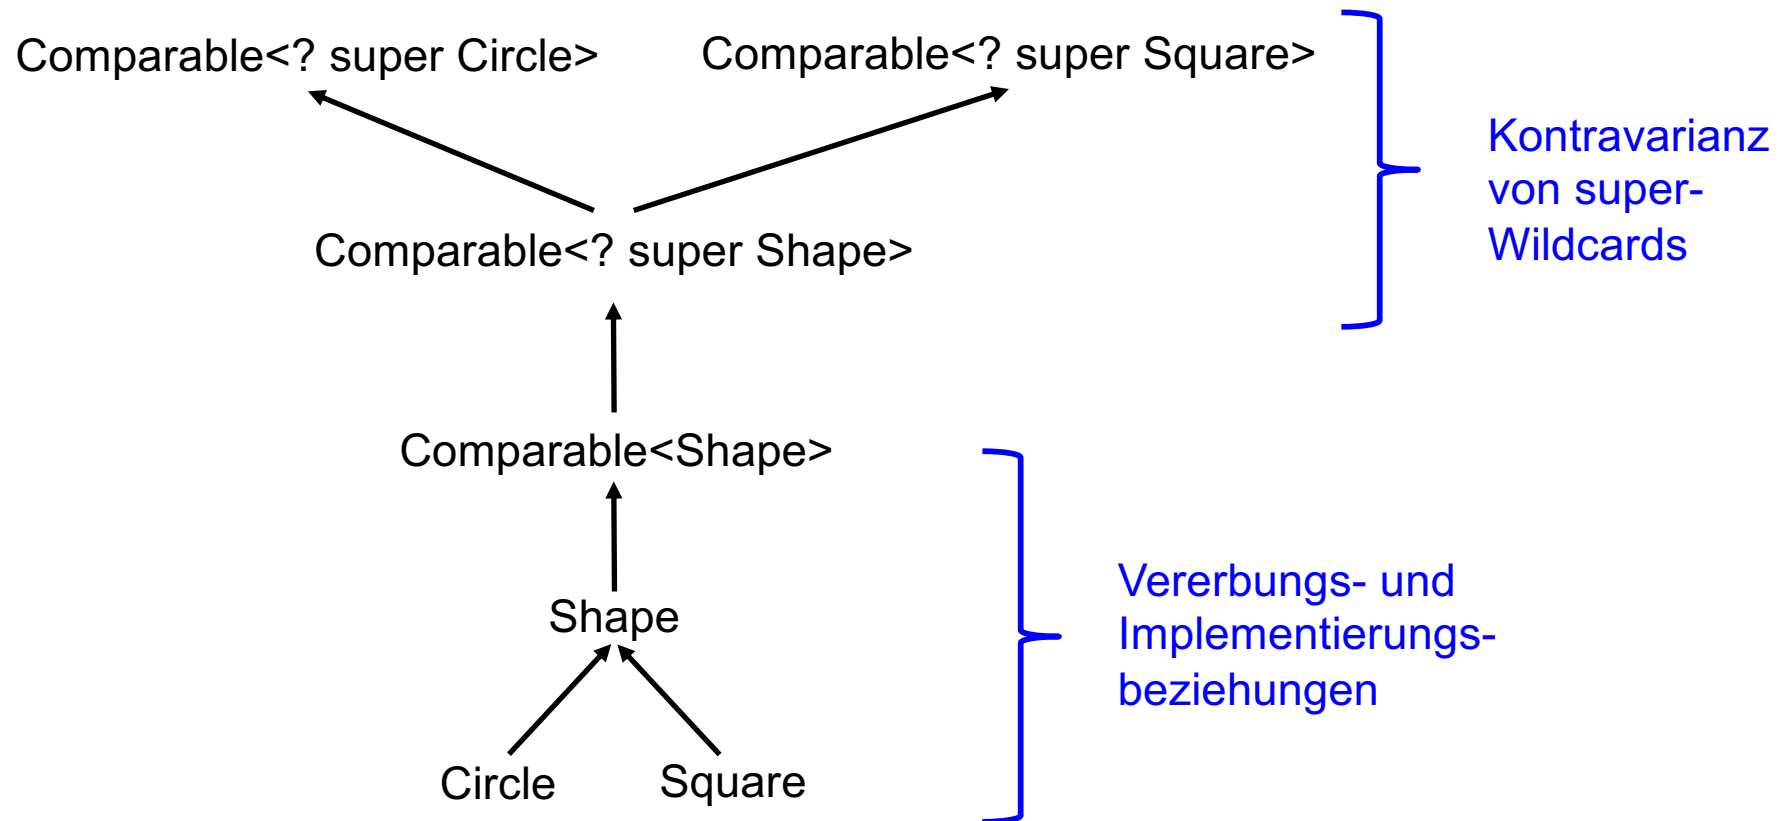 Comparable<? super Circle>
Comparable<? super Square>
Kontravarianz
von super-
Wildcards
Comparable<? super Shape>
Comparable<Shape>
Vererbungs- und
Implementierungs-
beziehungen
Shape
Circle
Square